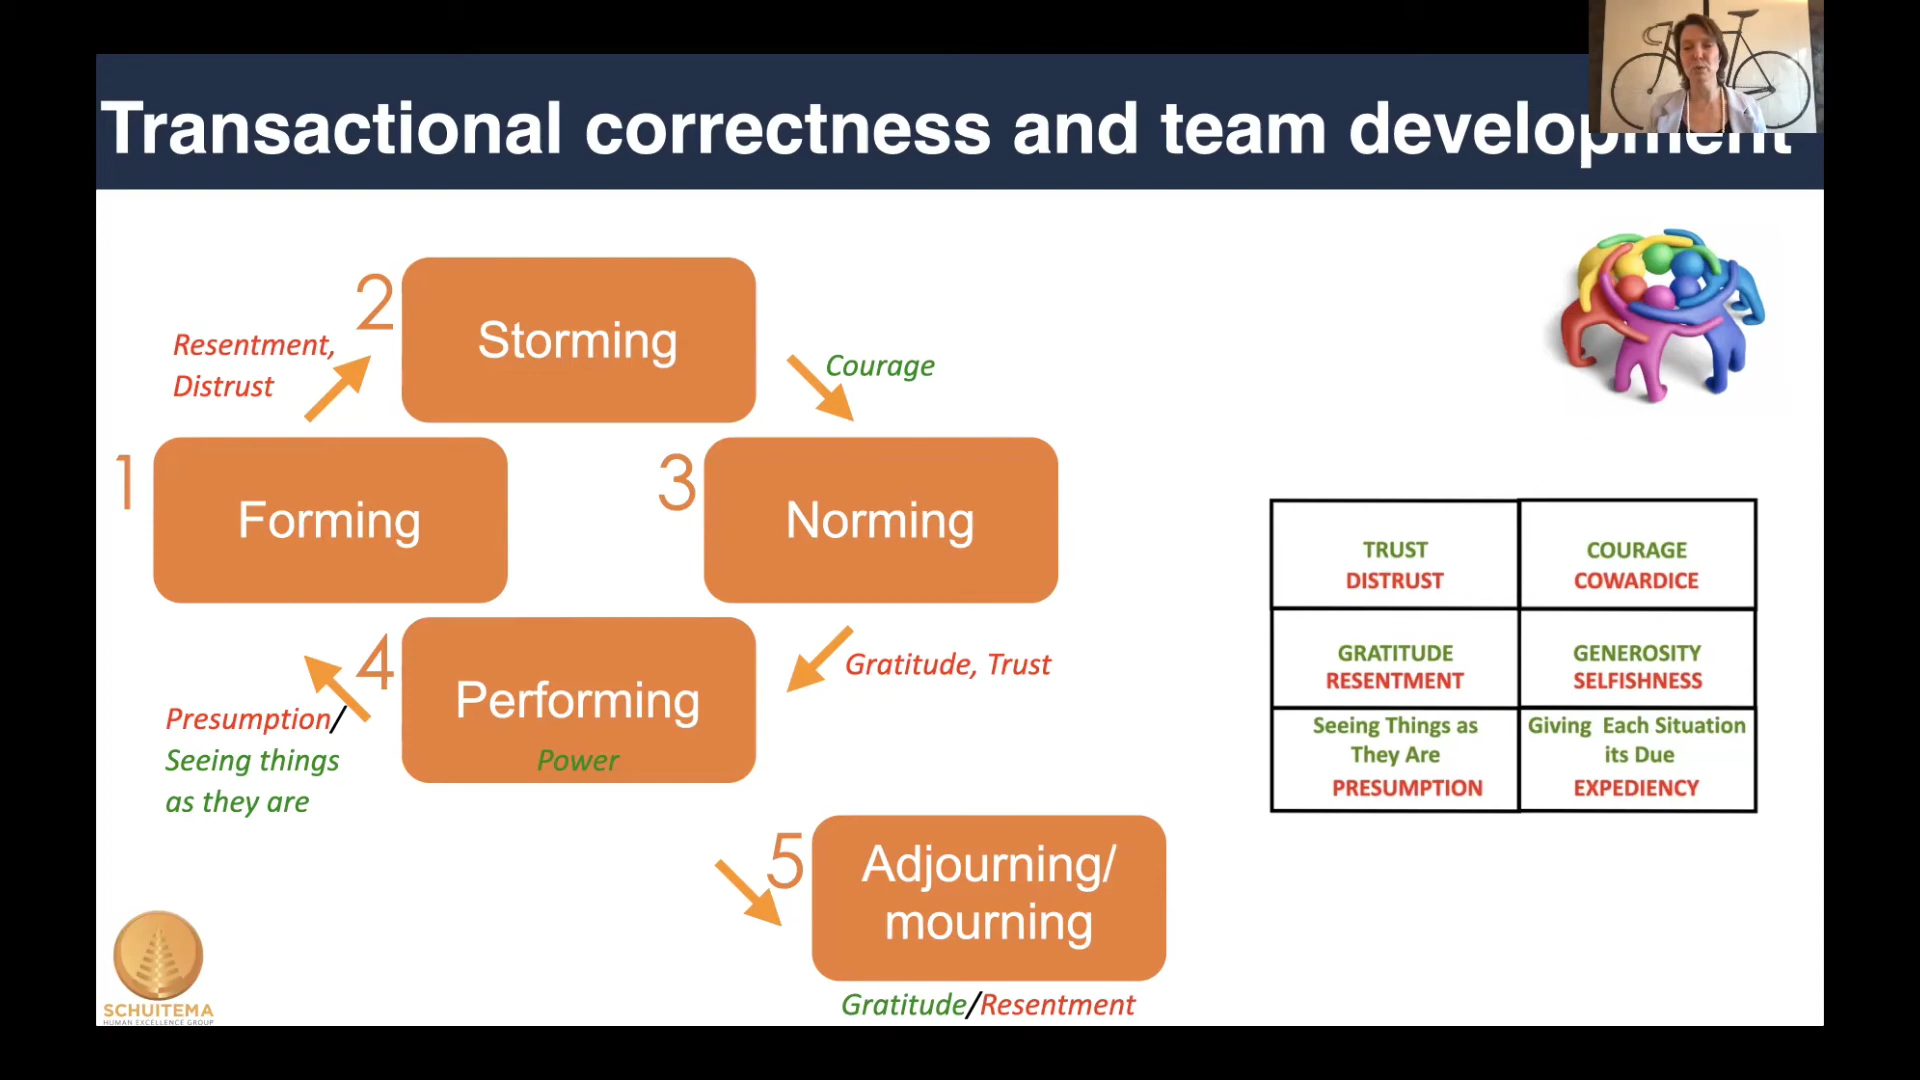 Transactional correctness and team development
2
Storming
Resentment,
Distrust
Courage
1
Forming
3
Norming
4
Performing
Power
Gratitude, Trust
Presumption/
Seeing things
as they are
5
Adjourning/
mourning
Gratitude/Resentment
TRUST
DISTRUST
COURAGE
COWARDICE
GRATITUDE
RESENTMENT
GENEROSITY
SELFISHNESS
Seeing Things as
They Are
PRESUMPTION
Giving Each Situation
its Due
EXPEDIENCY
SCHUITEMA
HUMAN EXCELLENCE GROUP